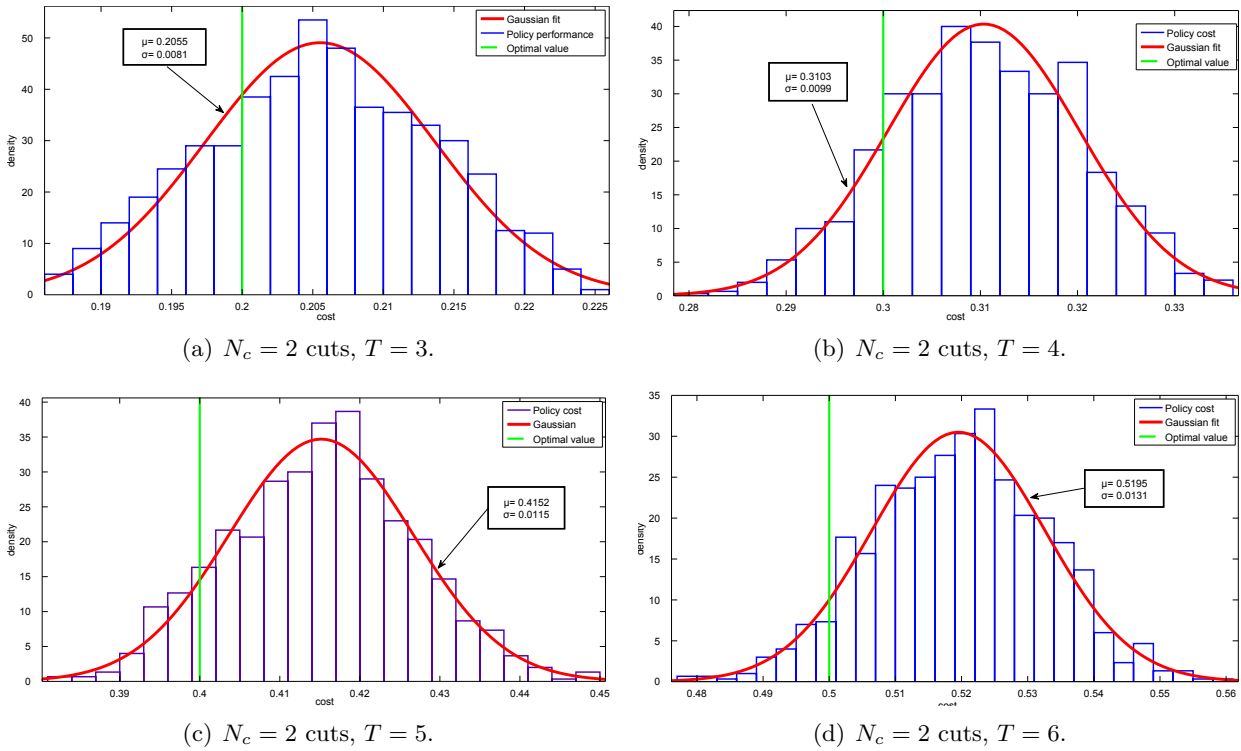 Gaussian fit
Policy performance
Optimal value
μ= 0.2055
σ= 0.0081
density
50
40
30
20
10
0
0.19 0.195 0.2 0.205 0.21 0.215 0.22 0.225
cost
(a) N_c = 2 cuts, T = 3.
Policy cost
Gaussian fit
Optimal value
μ= 0.3103
σ= 0.0099
density
40
35
30
25
20
15
10
5
0
0.28 0.29 0.3 0.31 0.32 0.33
cost
(b) N_c = 2 cuts, T = 4.
Policy cost
Gaussian
Optimal value
μ= 0.4152
σ= 0.0115
density
40
35
30
25
20
15
10
5
0
0.39 0.4 0.41 0.42 0.43 0.44 0.45
cost
(c) N_c = 2 cuts, T = 5.
Policy cost
Gaussian fit
Optimal value
μ= 0.5195
σ= 0.0131
density
35
30
25
20
15
10
5
0
0.48 0.49 0.5 0.51 0.52 0.53 0.54 0.55 0.56
cost
(d) N_c = 2 cuts, T = 6.